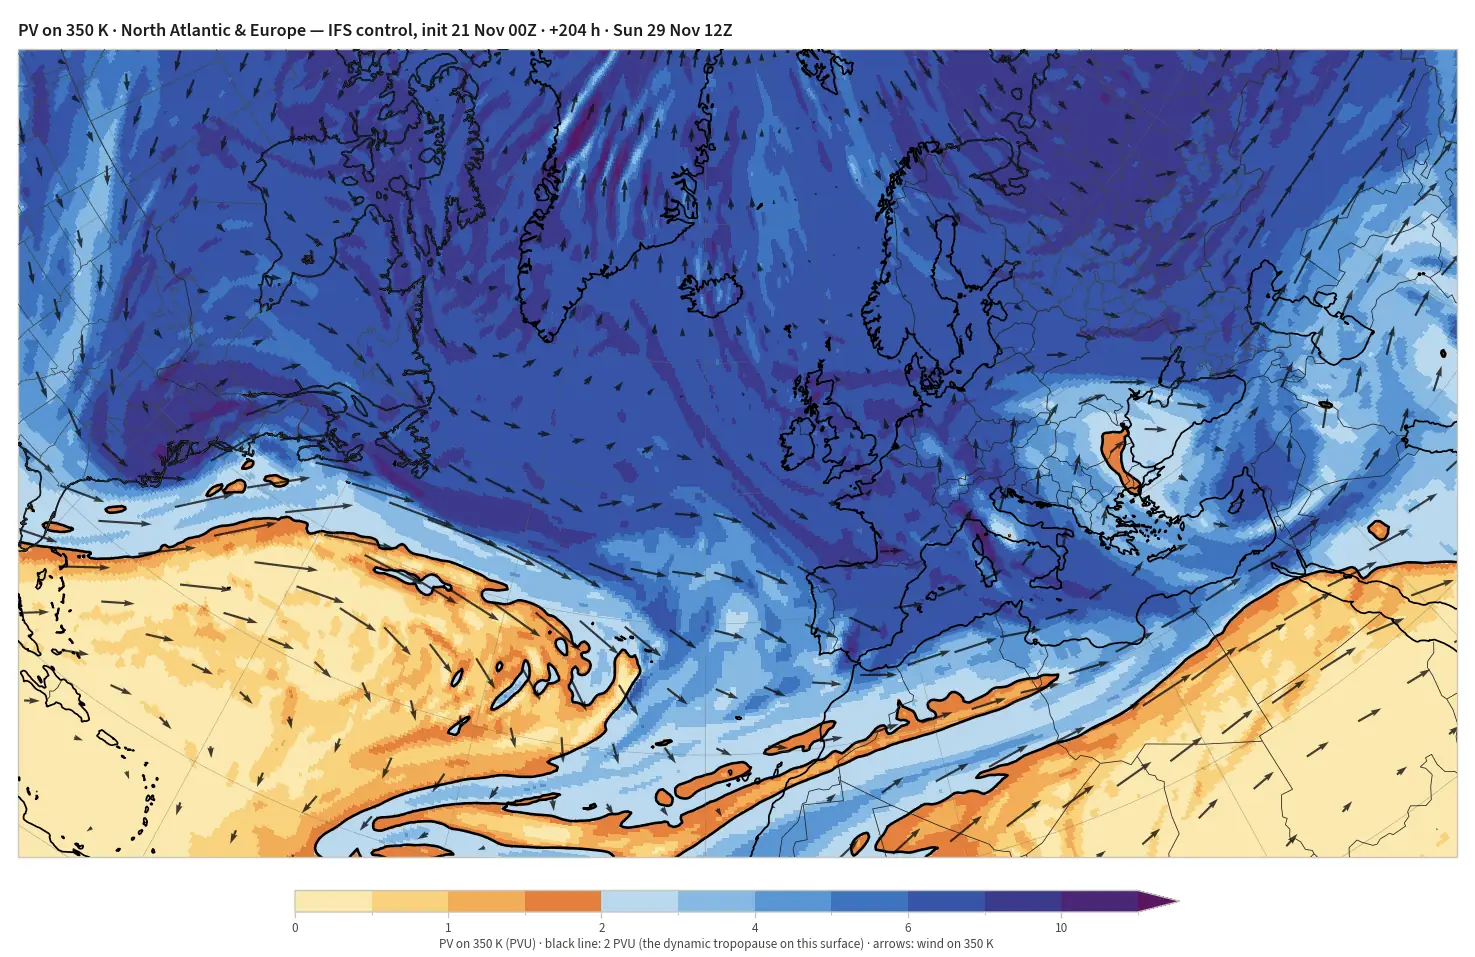 PV on 350 K · North Atlantic & Europe — IFS control, init 21 Nov 00Z · +204 h · Sun 29 Nov 12Z
0 1 2 4 6 10
PV on 350 K (PVU) · black line: 2 PVU (the dynamic tropopause on this surface) · arrows: wind on 350 K